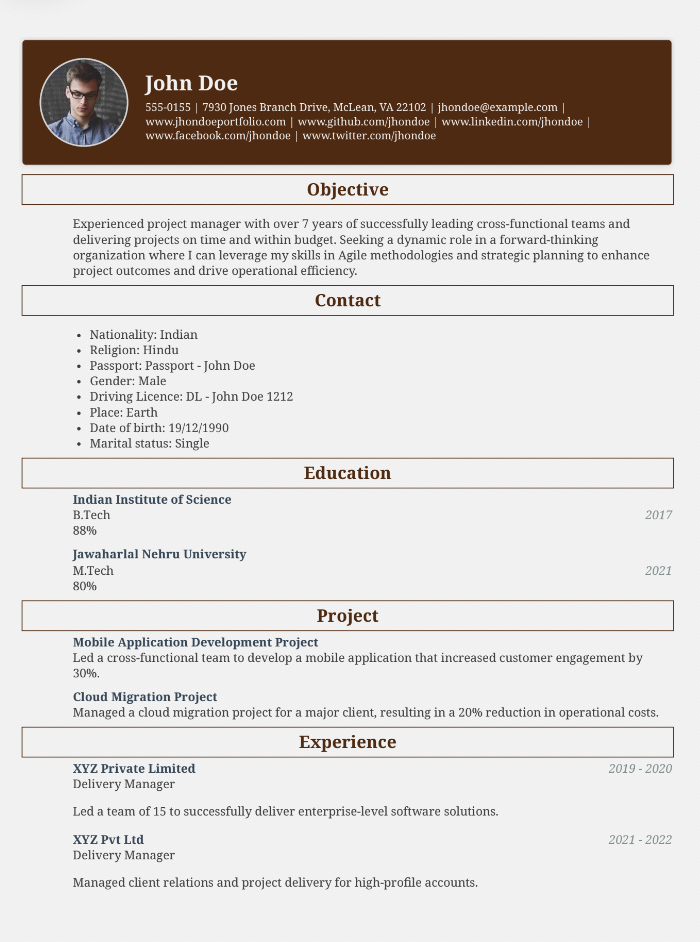 John Doe
555-0155 | 7930 Jones Branch Drive, McLean, VA 22102 | jhondoe@example.com |
www.jhondoeportfolio.com | www.github.com/jhondoe | www.linkedin.com/jhondoe |
www.facebook.com/jhondoe | www.twitter.com/jhondoe
Objective
Experienced project manager with over 7 years of successfully leading cross-functional teams and
delivering projects on time and within budget. Seeking a dynamic role in a forward-thinking
organization where I can leverage my skills in Agile methodologies and strategic planning to enhance
project outcomes and drive operational efficiency.
Contact
• Nationality: Indian
• Religion: Hindu
• Passport: Passport - John Doe
• Gender: Male
• Driving Licence: DL - John Doe 1212
• Place: Earth
• Date of birth: 19/12/1990
• Marital status: Single
Education
Indian Institute of Science
B.Tech 2017
88%
Jawaharlal Nehru University
M.Tech 2021
80%
Project
Mobile Application Development Project
Led a cross-functional team to develop a mobile application that increased customer engagement by
30%.
Cloud Migration Project
Managed a cloud migration project for a major client, resulting in a 20% reduction in operational costs.
Experience
XYZ Private Limited 2019 - 2020
Delivery Manager
Led a team of 15 to successfully deliver enterprise-level software solutions.
XYZ Pvt Ltd 2021 - 2022
Delivery Manager
Managed client relations and project delivery for high-profile accounts.